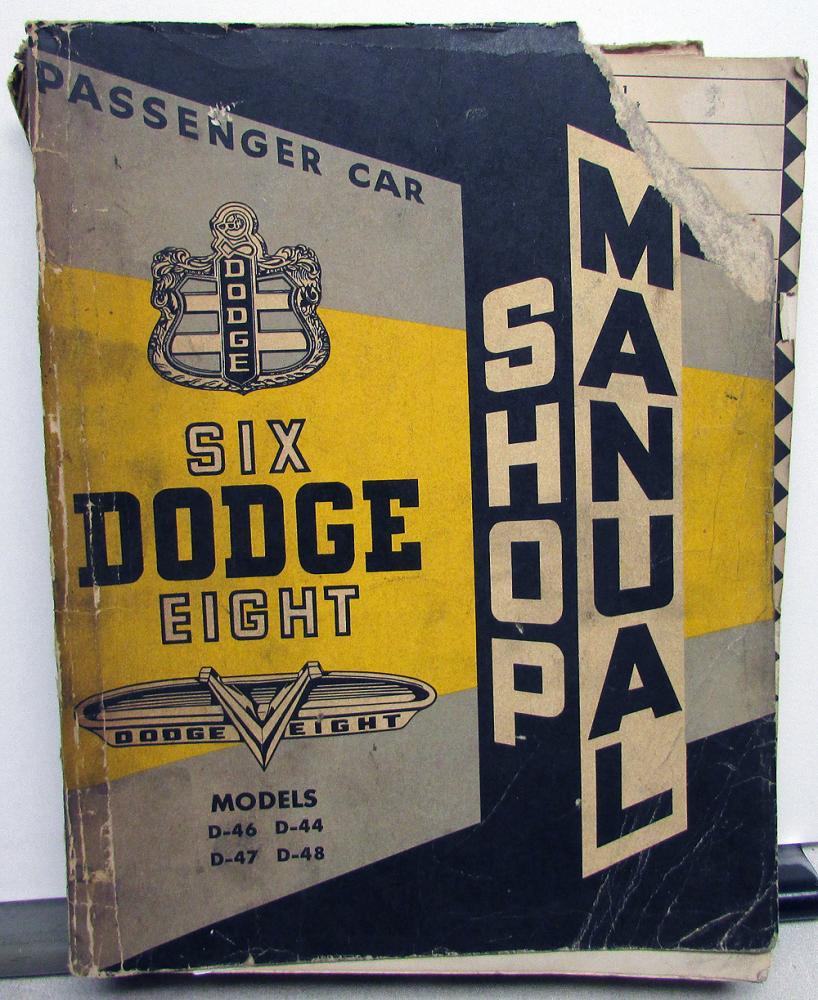 PASSENGER CAR
DODGE
SIX
DODGE
EIGHT
DODGE EIGHT
MODELS
D-46 D-44
D-47 D-48
SHOP
MANUAL